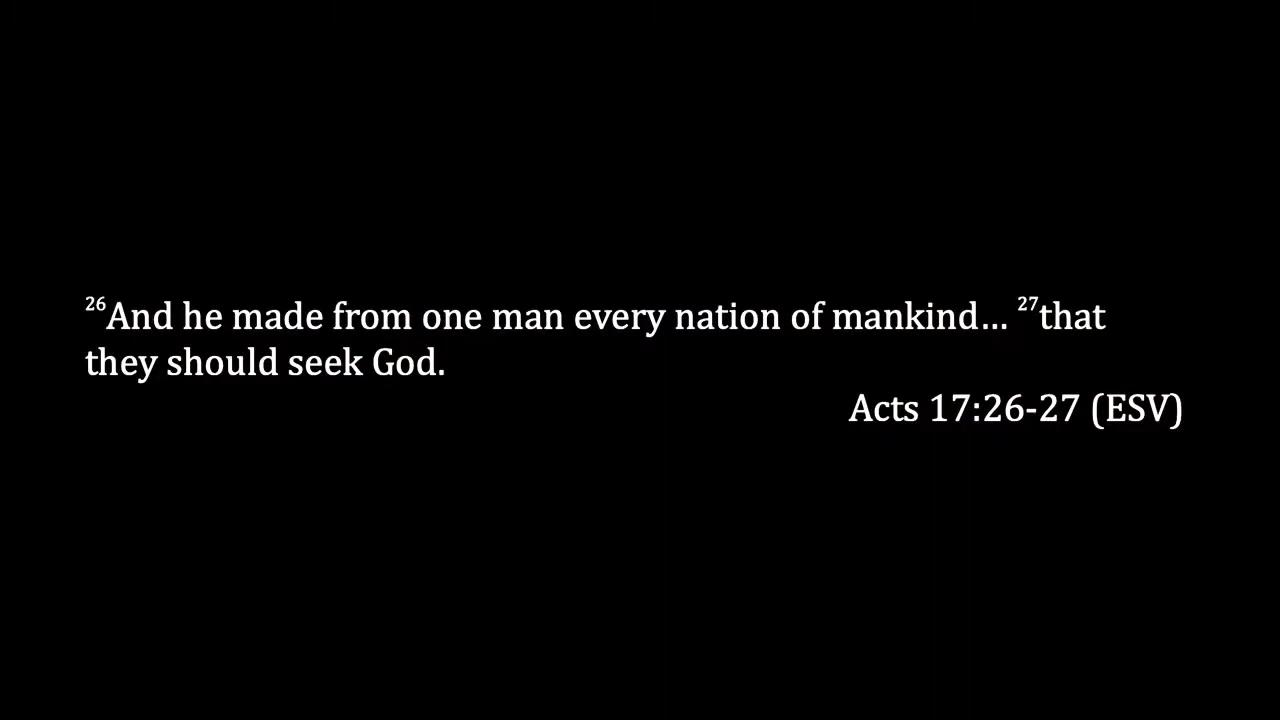 ²⁶And he made from one man every nation of mankind… ²⁷that
they should seek God.
Acts 17:26-27 (ESV)